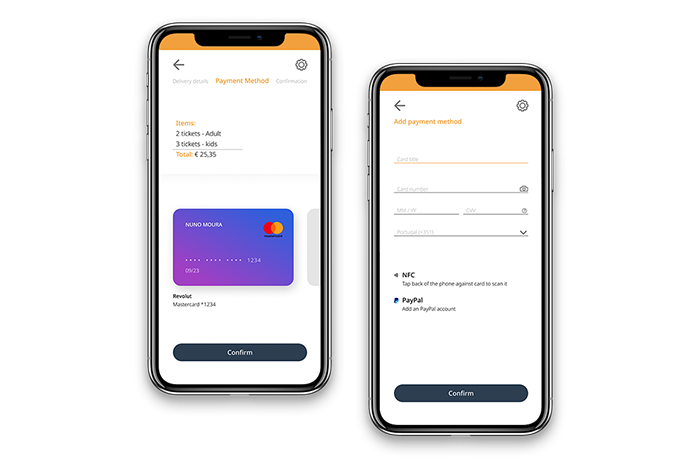 Delivery details Payment Method Confirmation
Items:
2 tickets - Adult
3 tickets - kids
Total: € 25,35
NUNO MOURA
mastercard
.... .... .... 1234
09/23
Revolut
Mastercard *1234
Confirm
Add payment method
Card title
Card number
MM / YY CVV
Portugal (+351)
NFC
Tap back of the phone against card to scan it
PayPal
Add an PayPal account
Confirm